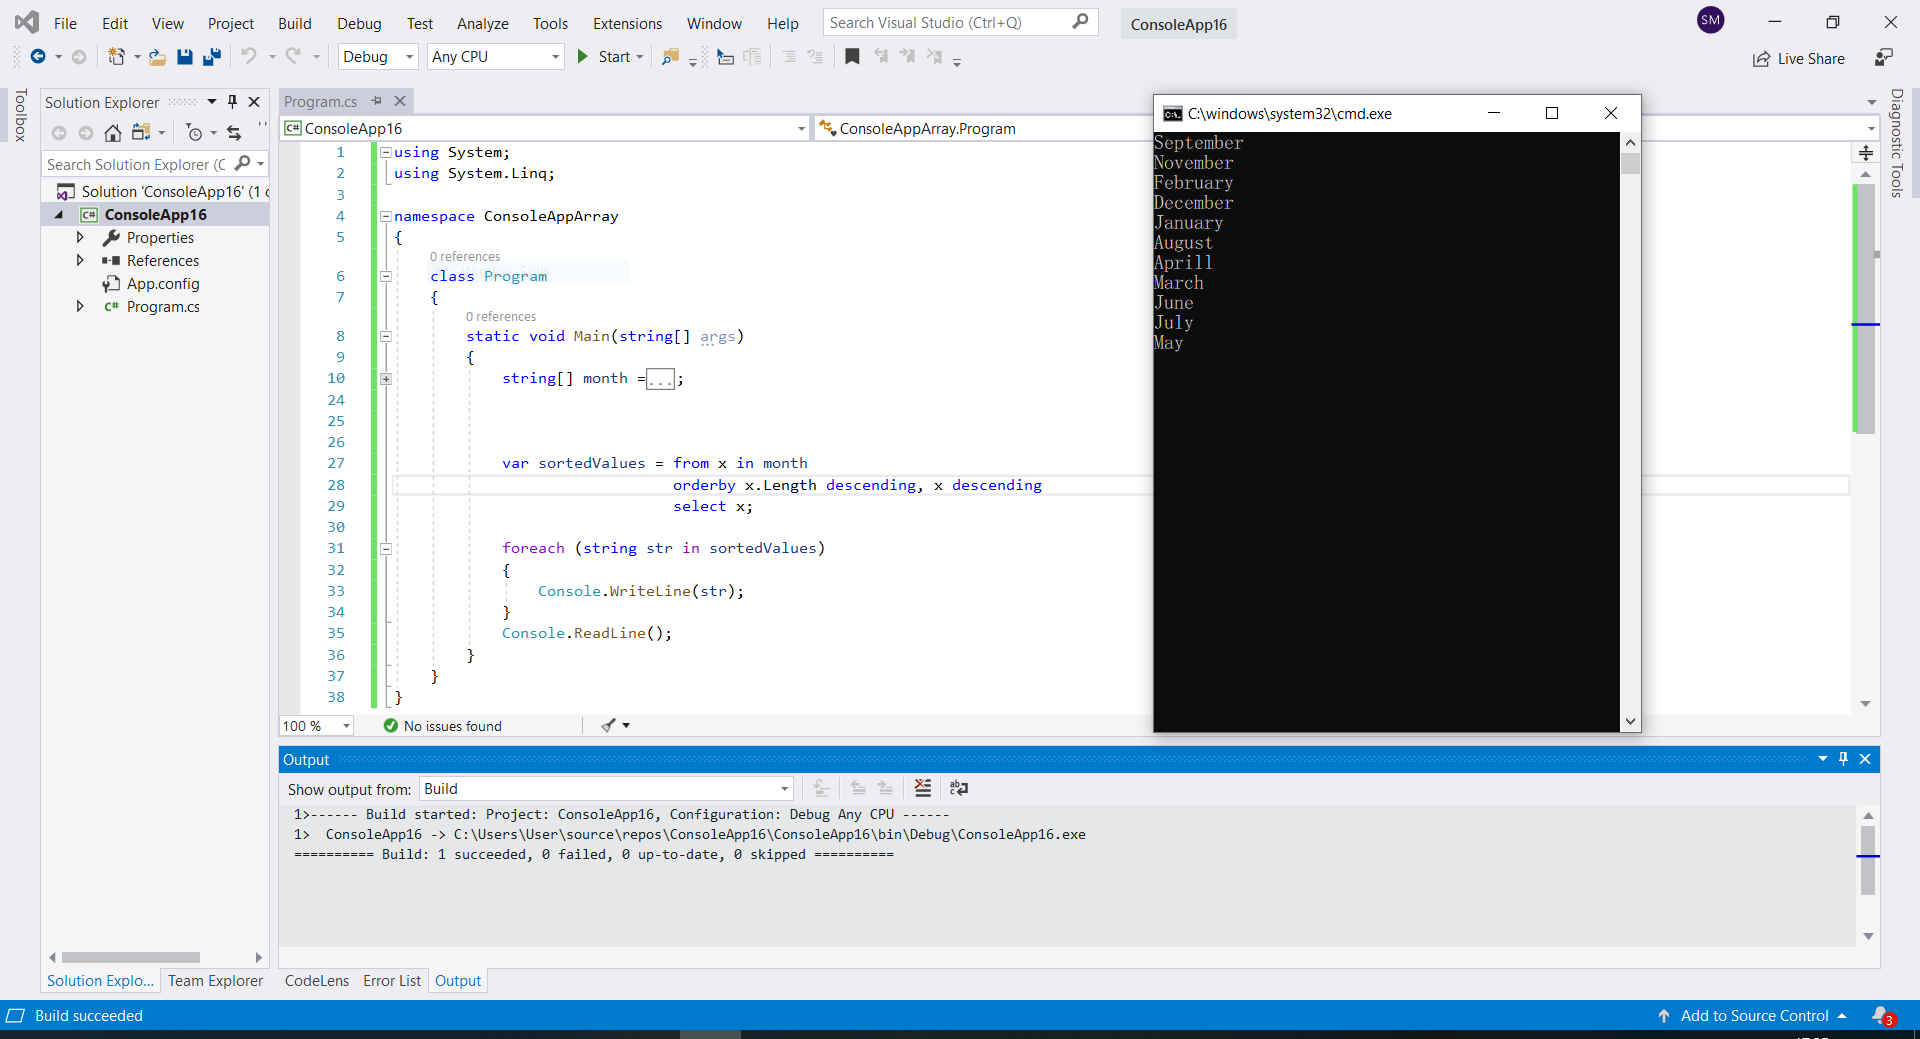 File Edit View Project Build Debug Test Analyze Tools Extensions Window Help Search Visual Studio (Ctrl+Q) ConsoleApp16 SM
Debug Any CPU Start Live Share
Toolbox
Solution Explorer
Search Solution Explorer (C
Solution 'ConsoleApp16' (1 c
C# ConsoleApp16
Properties
References
App.config
C# Program.cs
Solution Explo... Team Explorer
Program.cs
C# ConsoleApp16 ConsoleAppArray.Program
1 using System;
2 using System.Linq;
3
4 namespace ConsoleAppArray
5 {
0 references
6 class Program
7 {
0 references
8 static void Main(string[] args)
9 {
10 string[] month =...;
24
25
26
27 var sortedValues = from x in month
28 orderby x.Length descending, x descending
29 select x;
30
31 foreach (string str in sortedValues)
32 {
33 Console.WriteLine(str);
34 }
35 Console.ReadLine();
36 }
37 }
38 }
100 % No issues found
C:\windows\system32\cmd.exe
September
November
February
December
January
August
Aprill
March
June
July
May
Diagnostic Tools
Output
Show output from: Build
1>------ Build started: Project: ConsoleApp16, Configuration: Debug Any CPU ------
1>  ConsoleApp16 -> C:\Users\User\source\repos\ConsoleApp16\ConsoleApp16\bin\Debug\ConsoleApp16.exe
========== Build: 1 succeeded, 0 failed, 0 up-to-date, 0 skipped ==========
CodeLens Error List Output
Build succeeded Add to Source Control 3